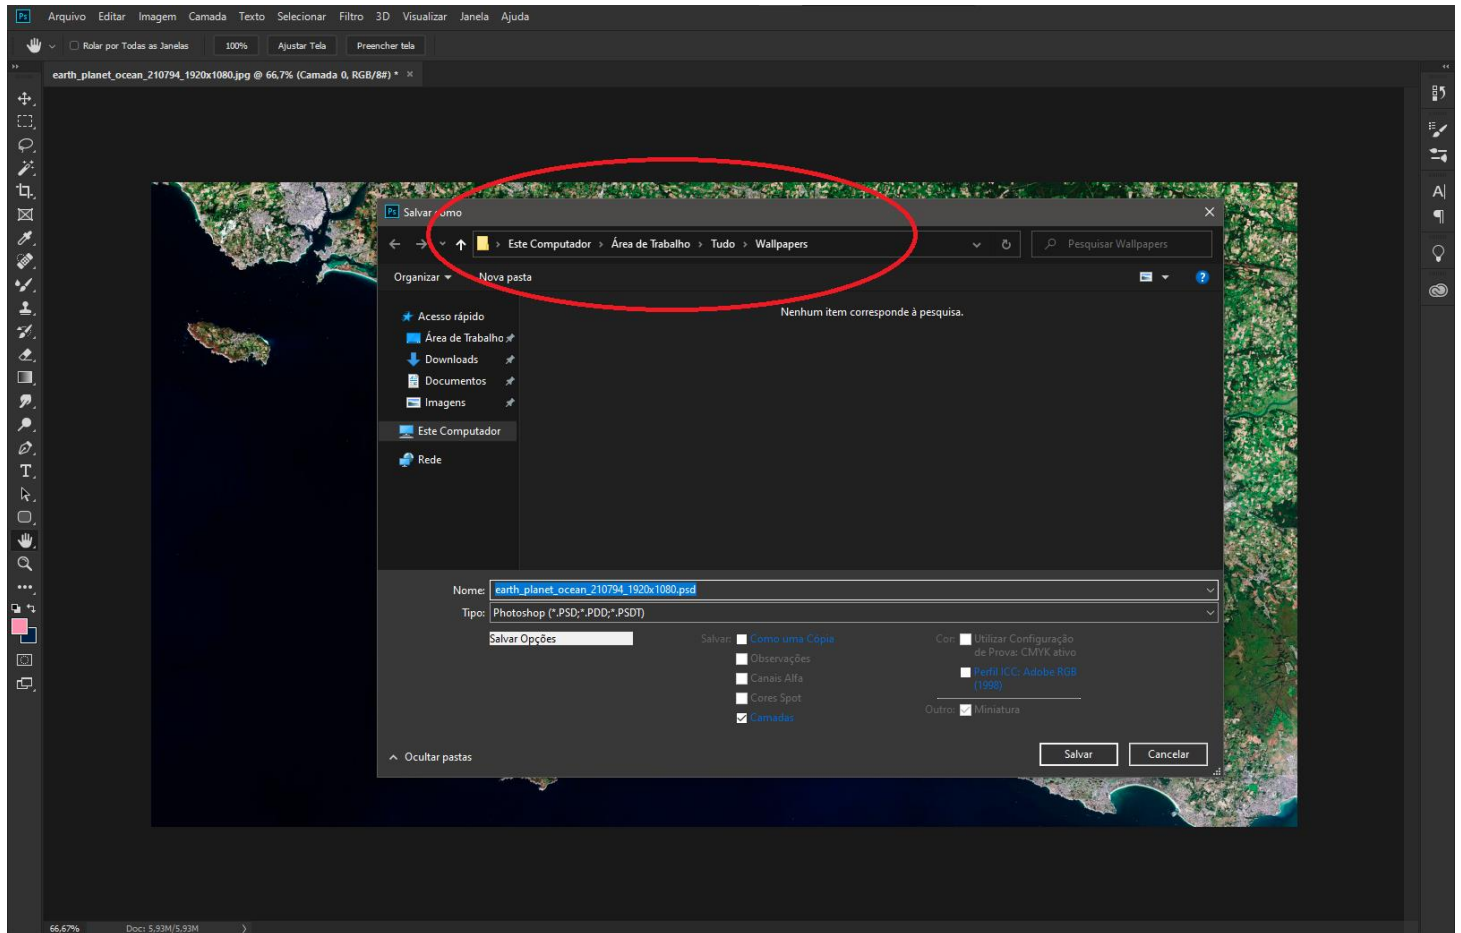 Ps Arquivo Editar Imagem Camada Texto Selecionar Filtro 3D Visualizar Janela Ajuda
Rolar por Todas as Janelas 100% Ajustar Tela Preencher tela
earth_planet_ocean_210794_1920x1080.jpg @ 66,7% (Camada 0, RGB/8#) * ×
Ps Salvar como
Este Computador › Área de Trabalho › Tudo › Wallpapers
Pesquisar Wallpapers
Organizar Nova pasta
Nenhum item corresponde à pesquisa.
Acesso rápido
Área de Trabalho
Downloads
Documentos
Imagens
Este Computador
Rede
Nome: earth_planet_ocean_210794_1920x1080.psd
Tipo: Photoshop (*.PSD;*.PDD;*.PSDT)
Salvar Opções
Salvar: Como uma Cópia
Observações
Canais Alfa
Cores Spot
Camadas
Cor: Utilizar Configuração
de Prova: CMYK ativo
Perfil ICC: Adobe RGB
(1998)
Outro: Miniatura
Ocultar pastas
Salvar Cancelar
66,67% Doc: 5,93M/5,93M